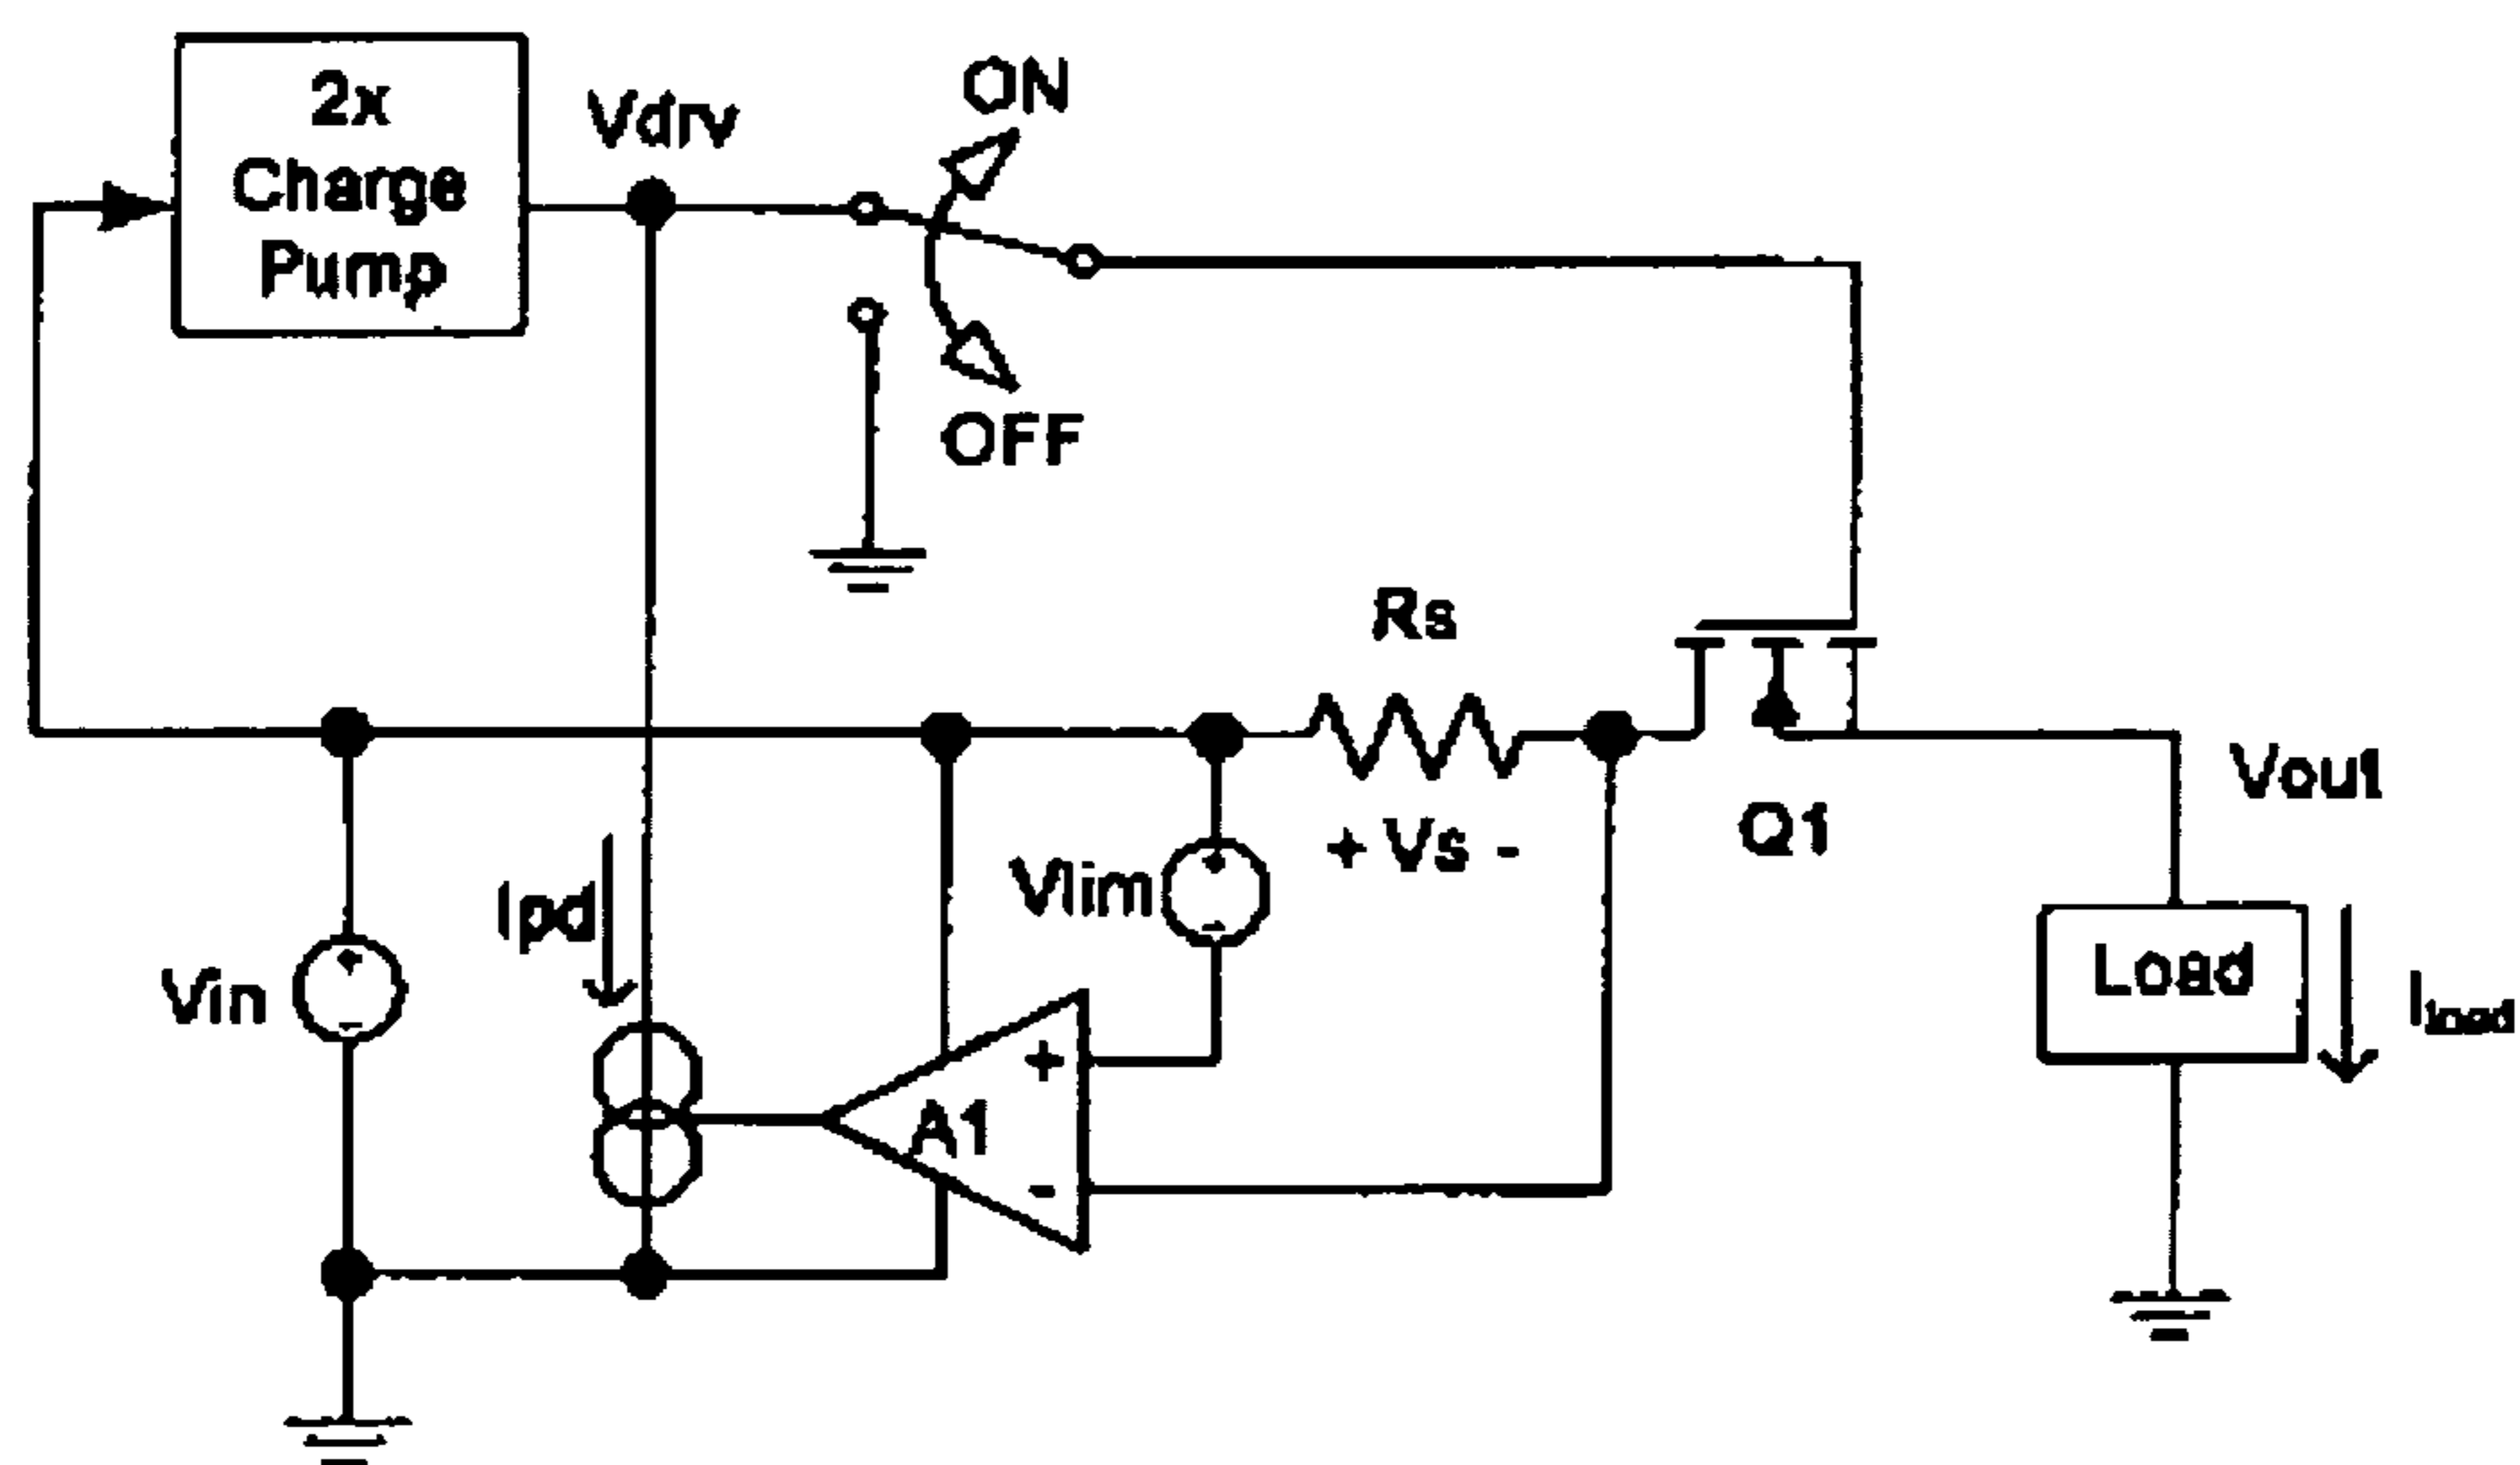 2x
Charge
Pump
Vdrv
ON
OFF
Rs
+ Vs -
Q1
Vout
Vlim
Ipd
Vin
+
A1
-
Load
Iload